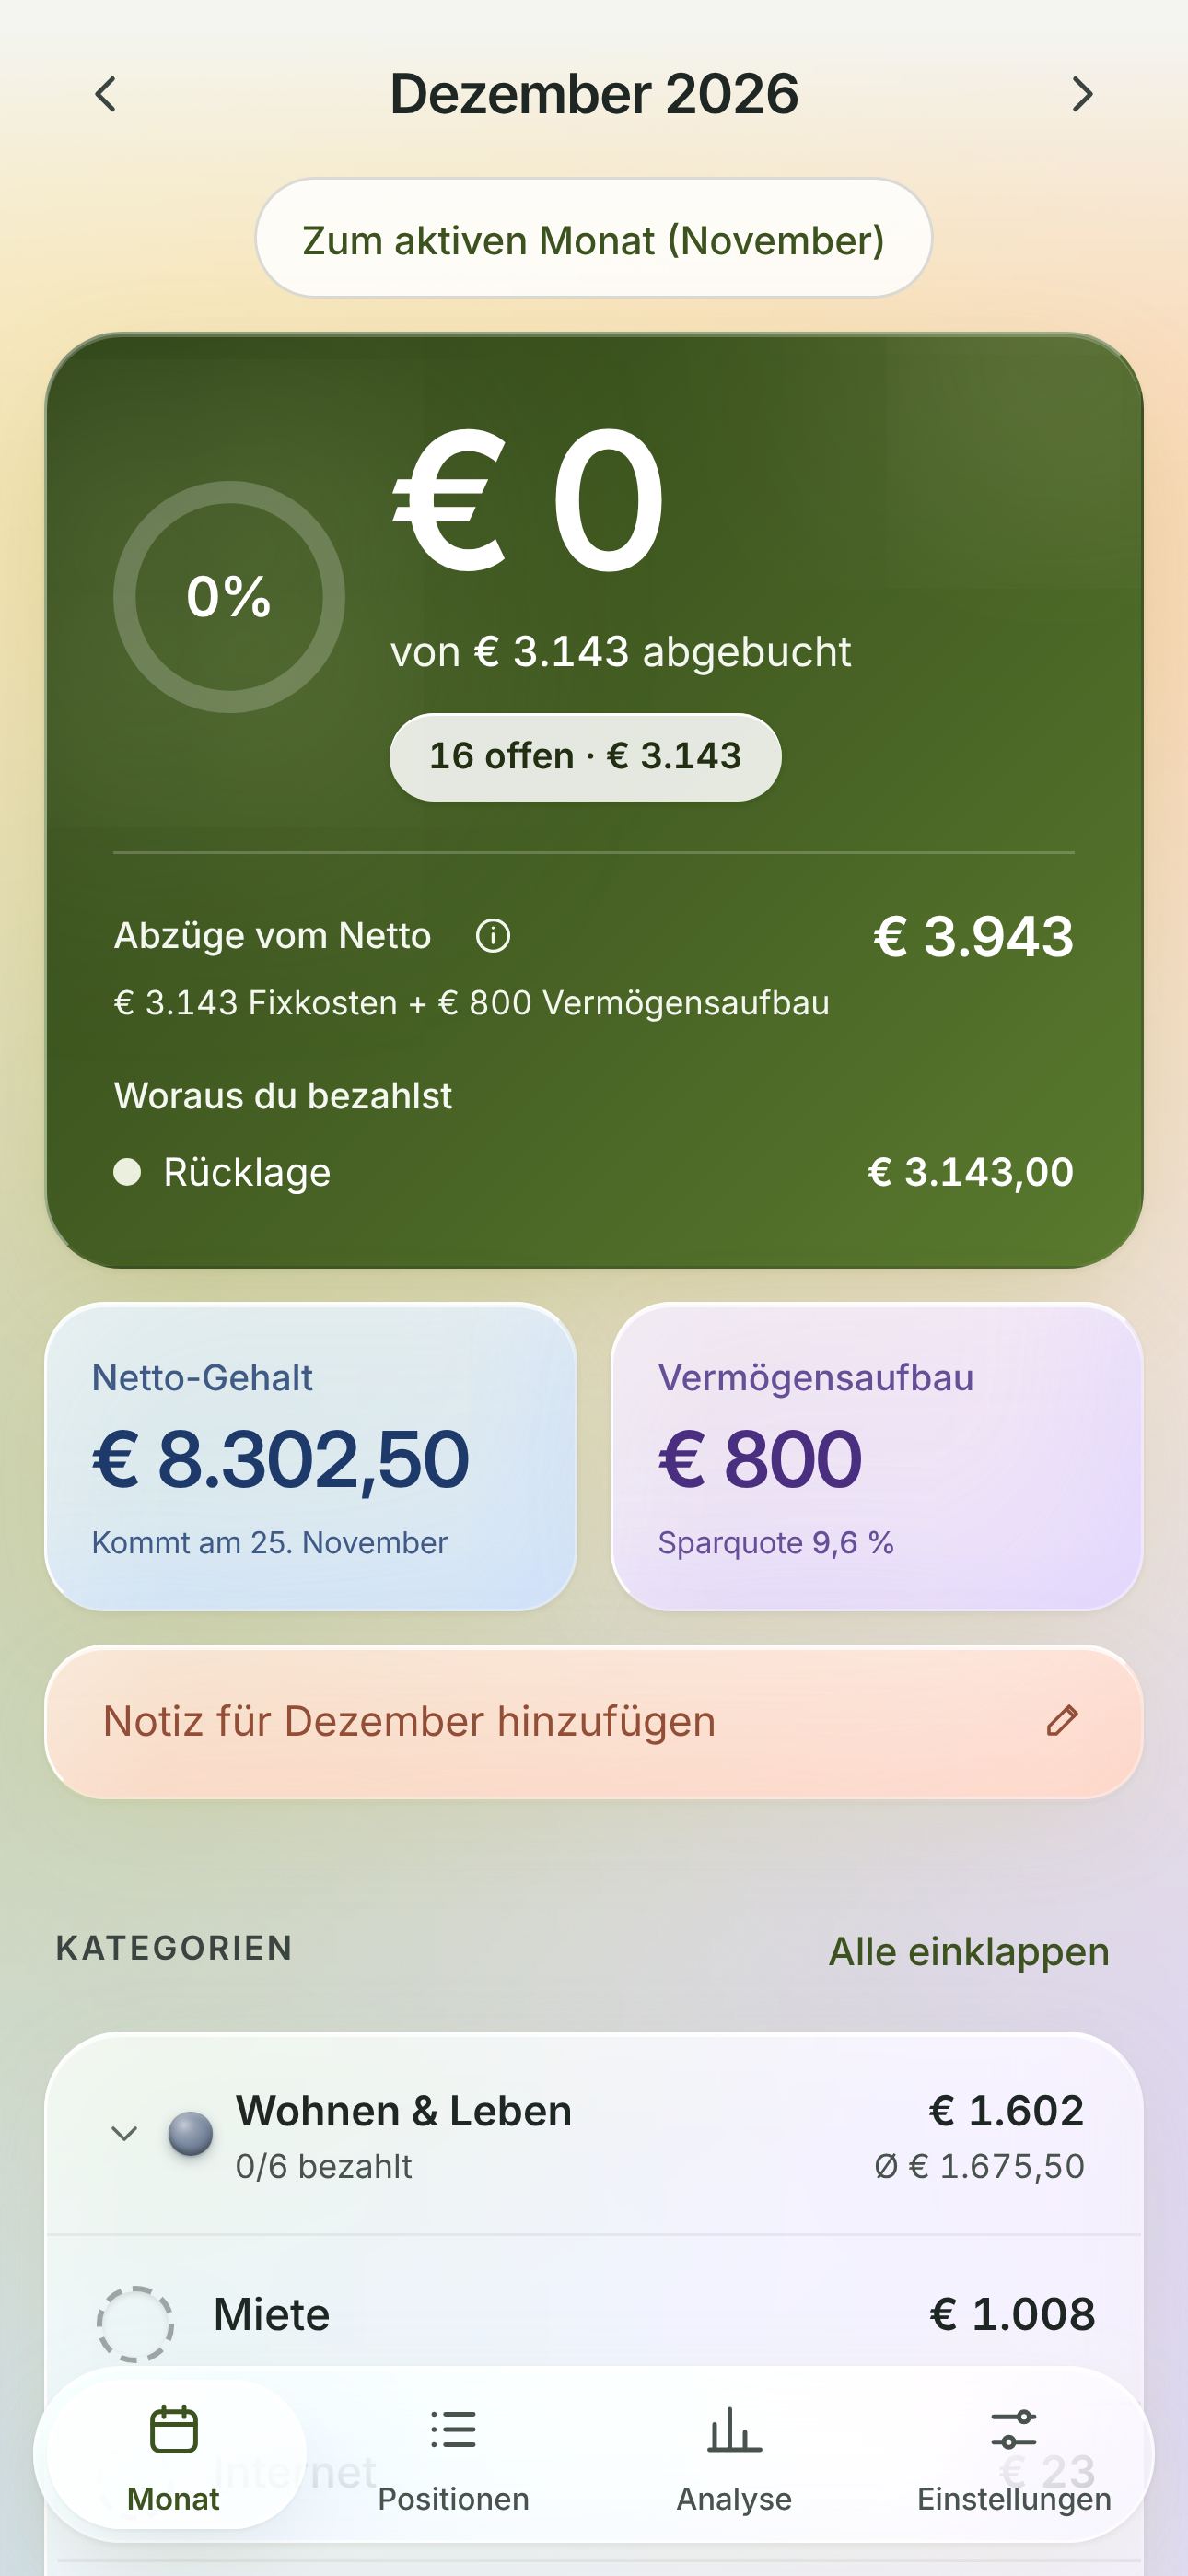 Dezember 2026
Zum aktiven Monat (November)
0%
€ 0
von € 3.143 abgebucht
16 offen · € 3.143
Abzüge vom Netto € 3.943
€ 3.143 Fixkosten + € 800 Vermögensaufbau
Woraus du bezahlst
Rücklage € 3.143,00
Netto-Gehalt
€ 8.302,50
Kommt am 25. November
Vermögensaufbau
€ 800
Sparquote 9,6 %
Notiz für Dezember hinzufügen
KATEGORIEN Alle einklappen
Wohnen & Leben € 1.602
0/6 bezahlt Ø € 1.675,50
Miete € 1.008
Internet € 23
Monat Positionen Analyse Einstellungen